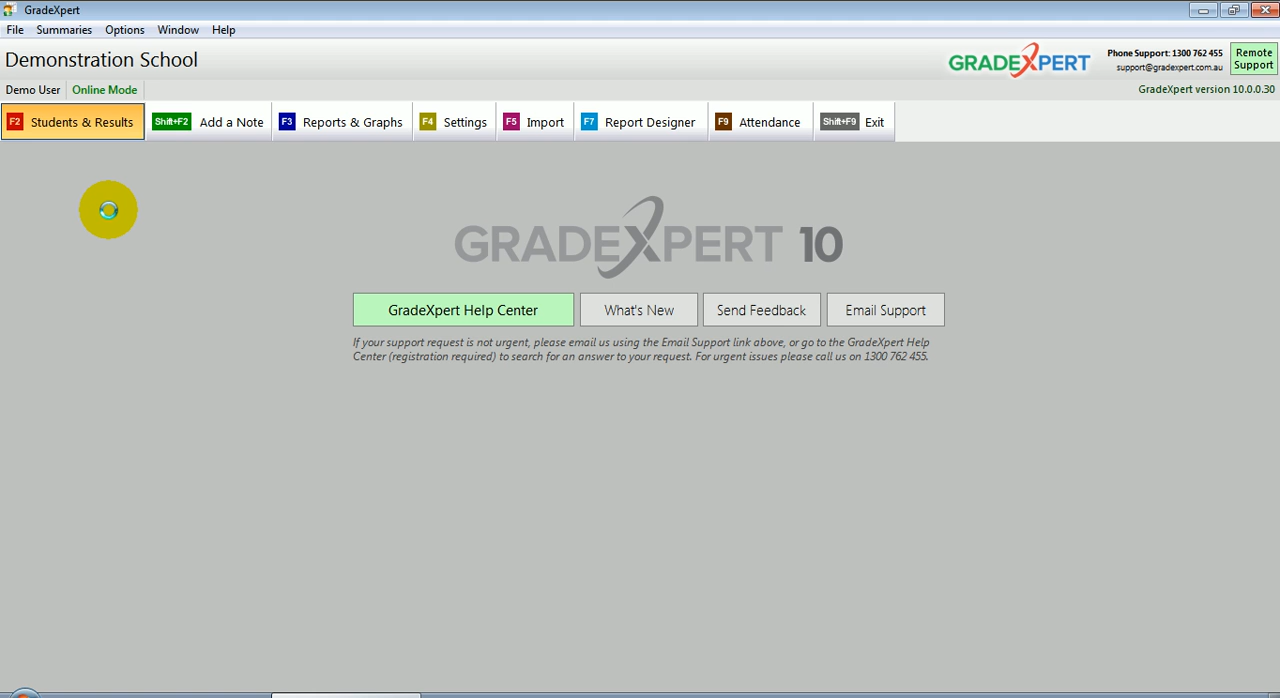 GradeXpert
File Summaries Options Window Help
Demonstration School
GRADEXPERT
Phone Support: 1300 762 455
support@gradexpert.com.au
Remote
Support
Demo User Online Mode
GradeXpert version 10.0.0.30
F2 Students & Results Shift+F2 Add a Note F3 Reports & Graphs F4 Settings F5 Import F7 Report Designer F9 Attendance Shift+F9 Exit
GRADEXPERT 10
GradeXpert Help Center What's New Send Feedback Email Support
If your support request is not urgent, please email us using the Email Support link above, or go to the GradeXpert Help
Center (registration required) to search for an answer to your request. For urgent issues please call us on 1300 762 455.